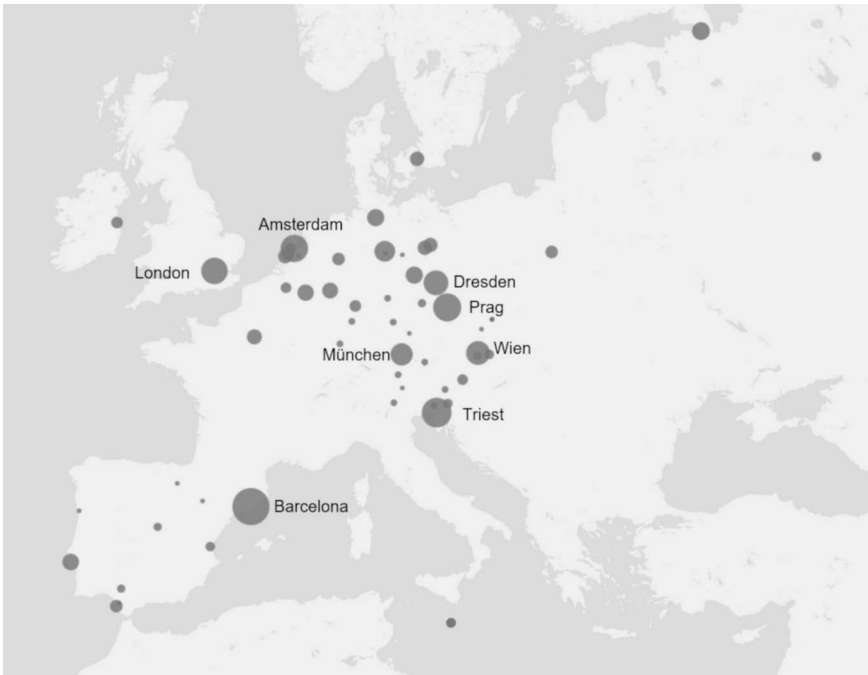 Amsterdam
London
Dresden
Prag
München
Wien
Triest
Barcelona